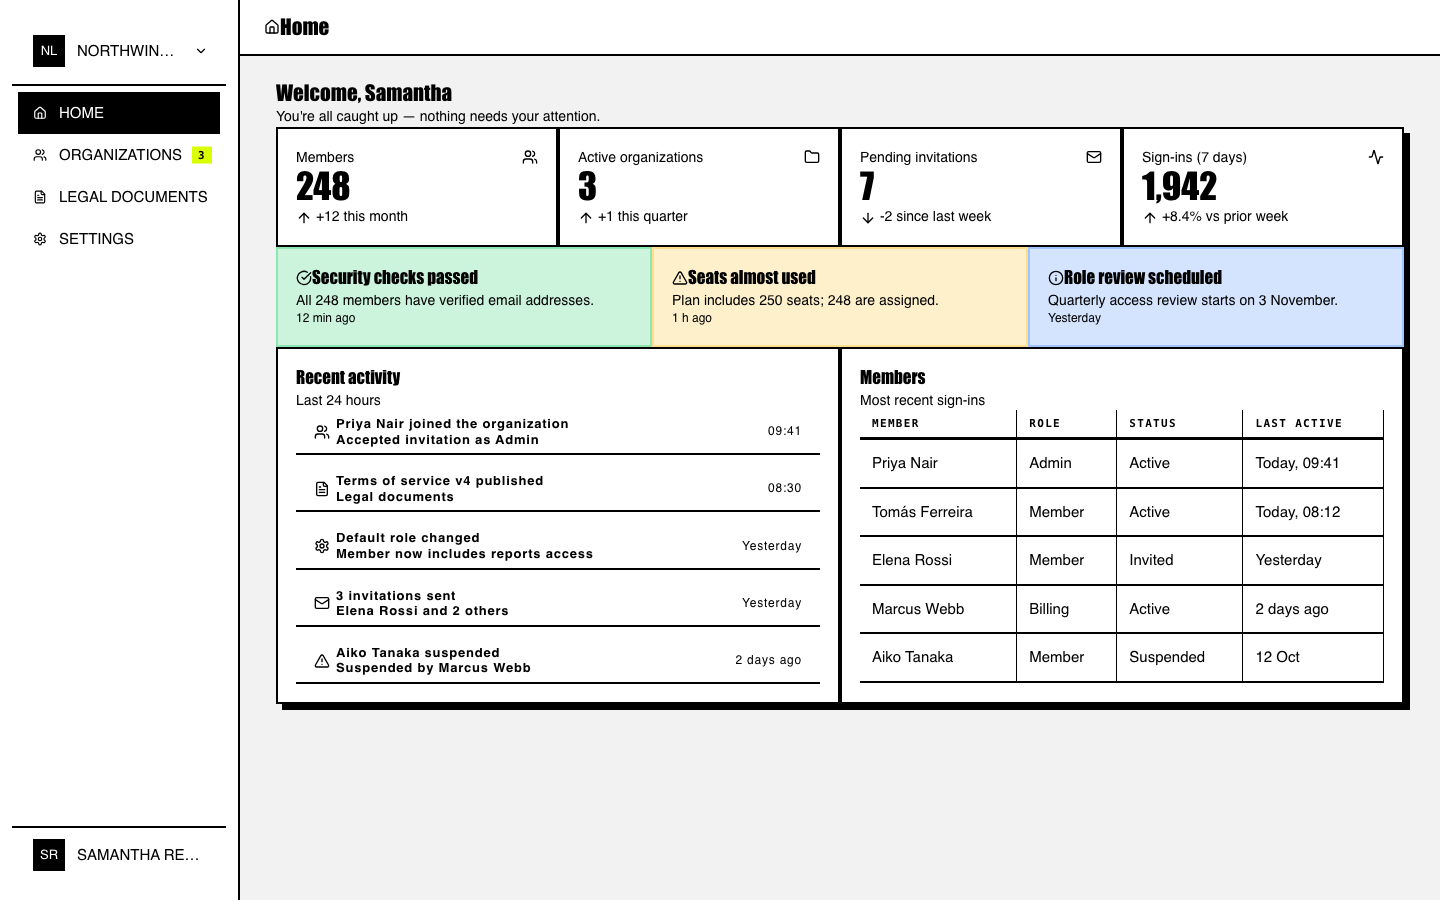 NL NORTHWIN...
HOME
ORGANIZATIONS 3
LEGAL DOCUMENTS
SETTINGS
SR SAMANTHA RE...
Home
Welcome, Samantha
You're all caught up — nothing needs your attention.
Members
248
+12 this month
Active organizations
3
+1 this quarter
Pending invitations
7
-2 since last week
Sign-ins (7 days)
1,942
+8.4% vs prior week
Security checks passed
All 248 members have verified email addresses.
12 min ago
Seats almost used
Plan includes 250 seats; 248 are assigned.
1 h ago
Role review scheduled
Quarterly access review starts on 3 November.
Yesterday
Recent activity
Last 24 hours
Priya Nair joined the organization
Accepted invitation as Admin
09:41
Terms of service v4 published
Legal documents
08:30
Default role changed
Member now includes reports access
Yesterday
3 invitations sent
Elena Rossi and 2 others
Yesterday
Aiko Tanaka suspended
Suspended by Marcus Webb
2 days ago
Members
Most recent sign-ins
MEMBER ROLE STATUS LAST ACTIVE
Priya Nair Admin Active Today, 09:41
Tomás Ferreira Member Active Today, 08:12
Elena Rossi Member Invited Yesterday
Marcus Webb Billing Active 2 days ago
Aiko Tanaka Member Suspended 12 Oct